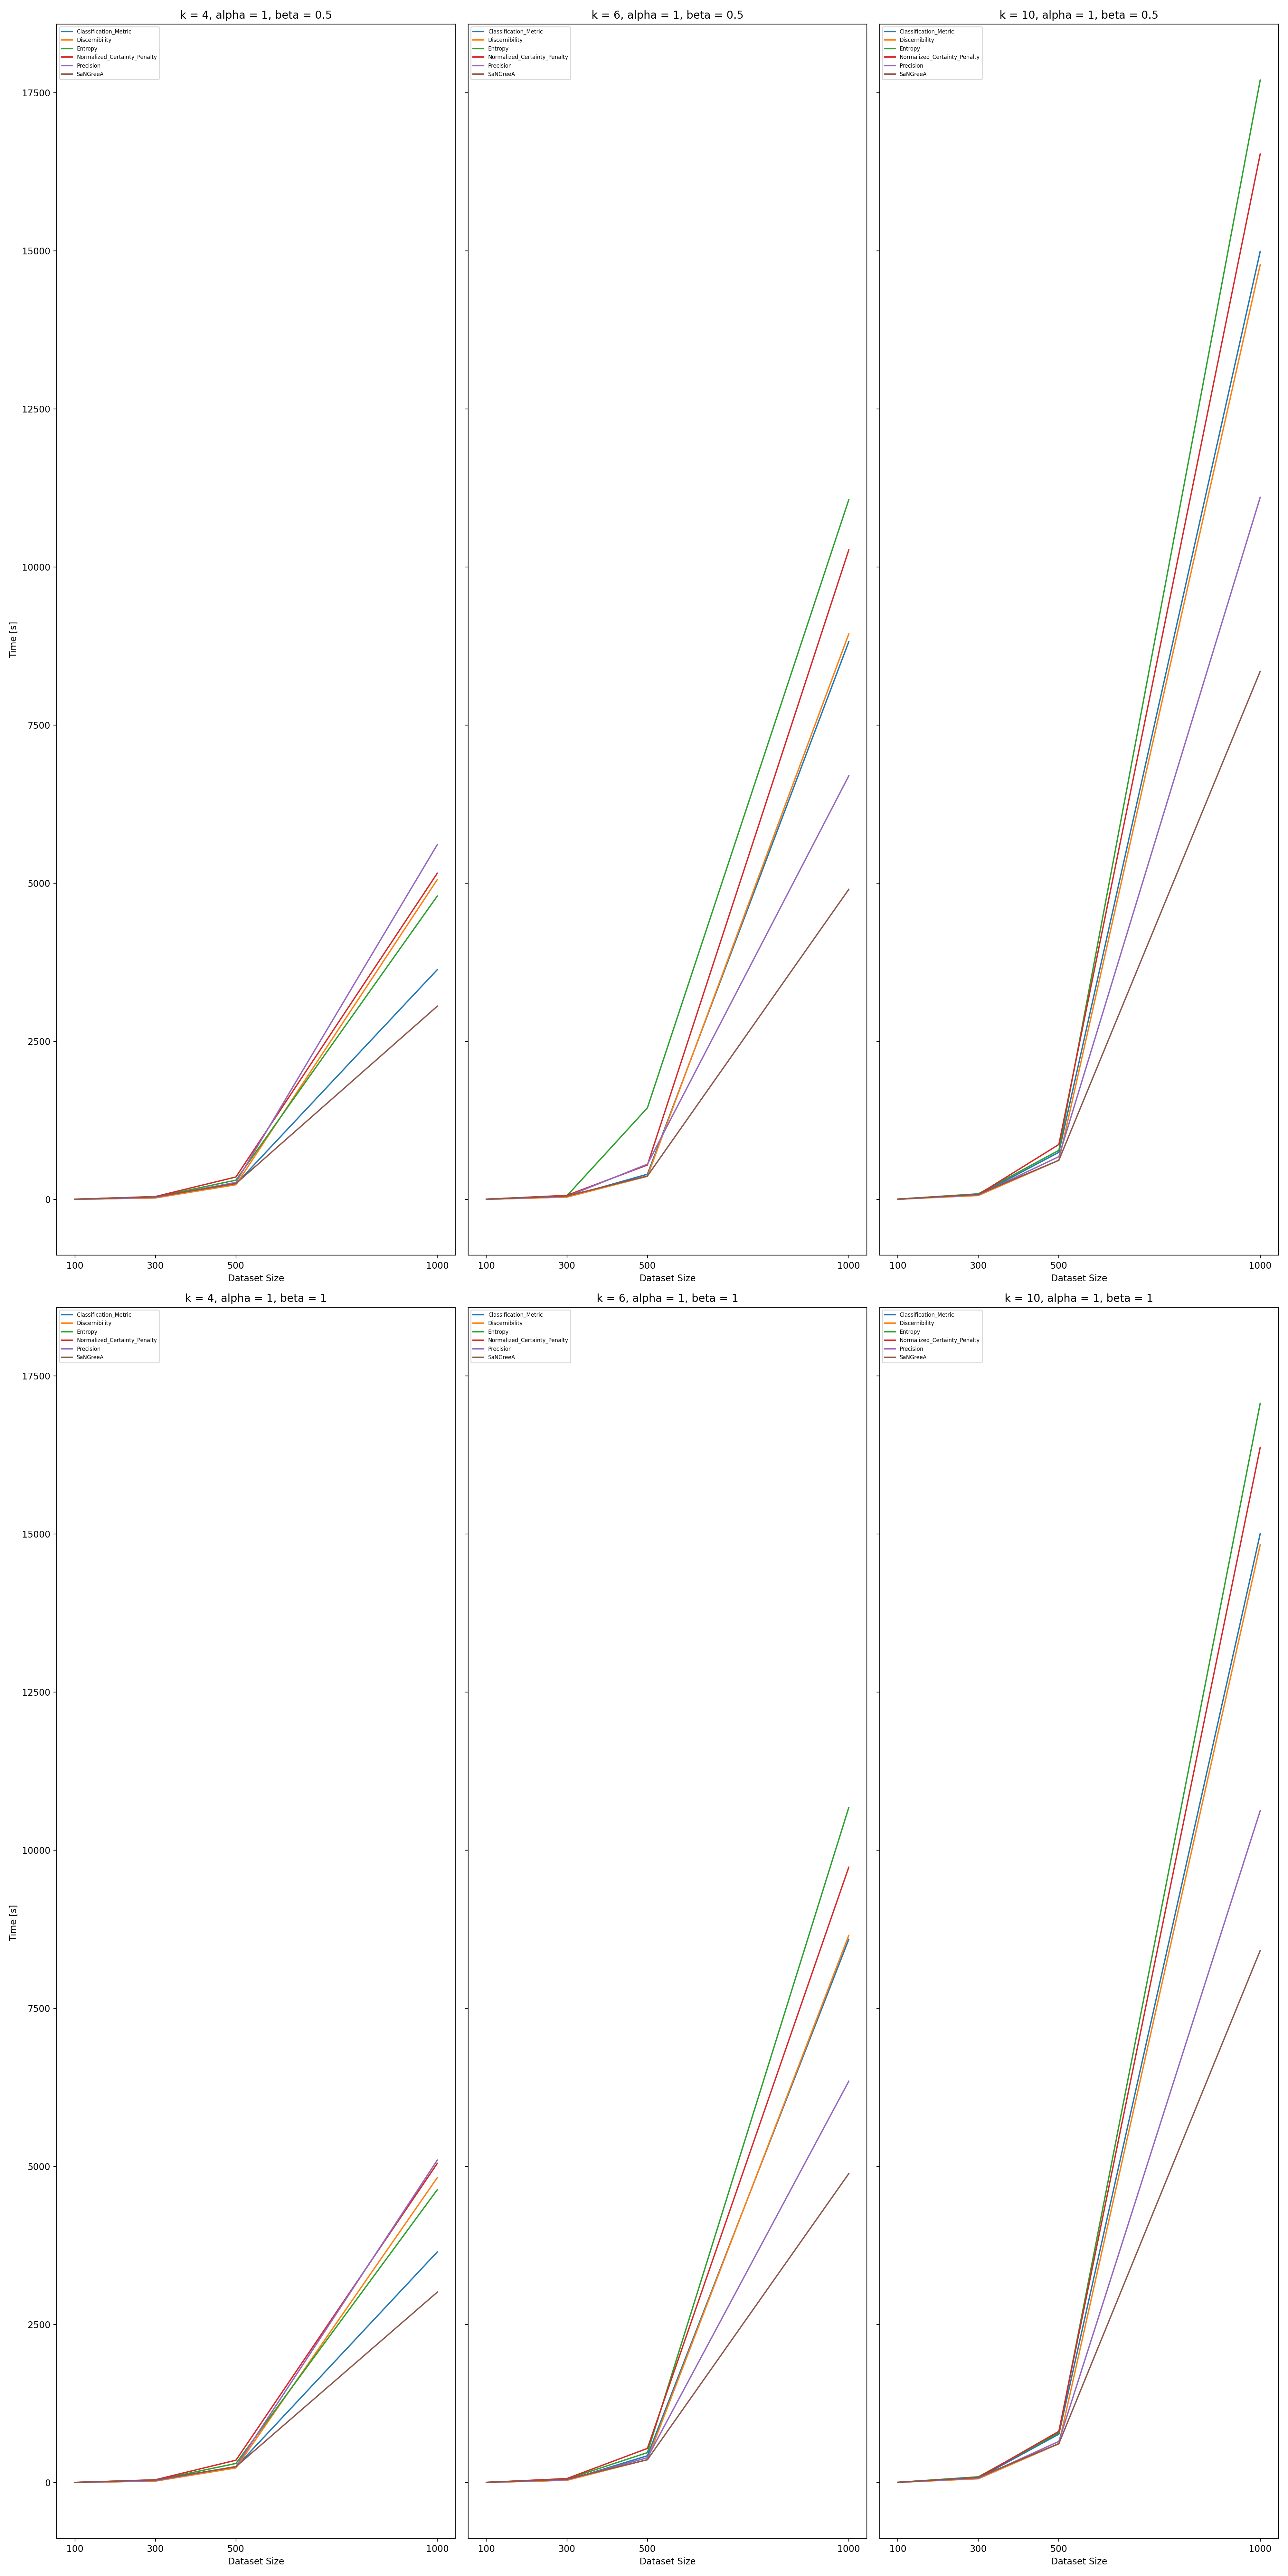 k = 4, alpha = 1, beta = 0.5
Classification_Metric
Discernibility
Entropy
Normalized_Certainty_Penalty
Precision
SaNGreeA
17500
15000
12500
10000
7500
5000
2500
0
Time [s]
100 300 500 1000
Dataset Size
k = 6, alpha = 1, beta = 0.5
Classification_Metric
Discernibility
Entropy
Normalized_Certainty_Penalty
Precision
SaNGreeA
100 300 500 1000
Dataset Size
k = 10, alpha = 1, beta = 0.5
Classification_Metric
Discernibility
Entropy
Normalized_Certainty_Penalty
Precision
SaNGreeA
100 300 500 1000
Dataset Size
k = 4, alpha = 1, beta = 1
Classification_Metric
Discernibility
Entropy
Normalized_Certainty_Penalty
Precision
SaNGreeA
17500
15000
12500
10000
7500
5000
2500
0
Time [s]
100 300 500 1000
Dataset Size
k = 6, alpha = 1, beta = 1
Classification_Metric
Discernibility
Entropy
Normalized_Certainty_Penalty
Precision
SaNGreeA
100 300 500 1000
Dataset Size
k = 10, alpha = 1, beta = 1
Classification_Metric
Discernibility
Entropy
Normalized_Certainty_Penalty
Precision
SaNGreeA
100 300 500 1000
Dataset Size